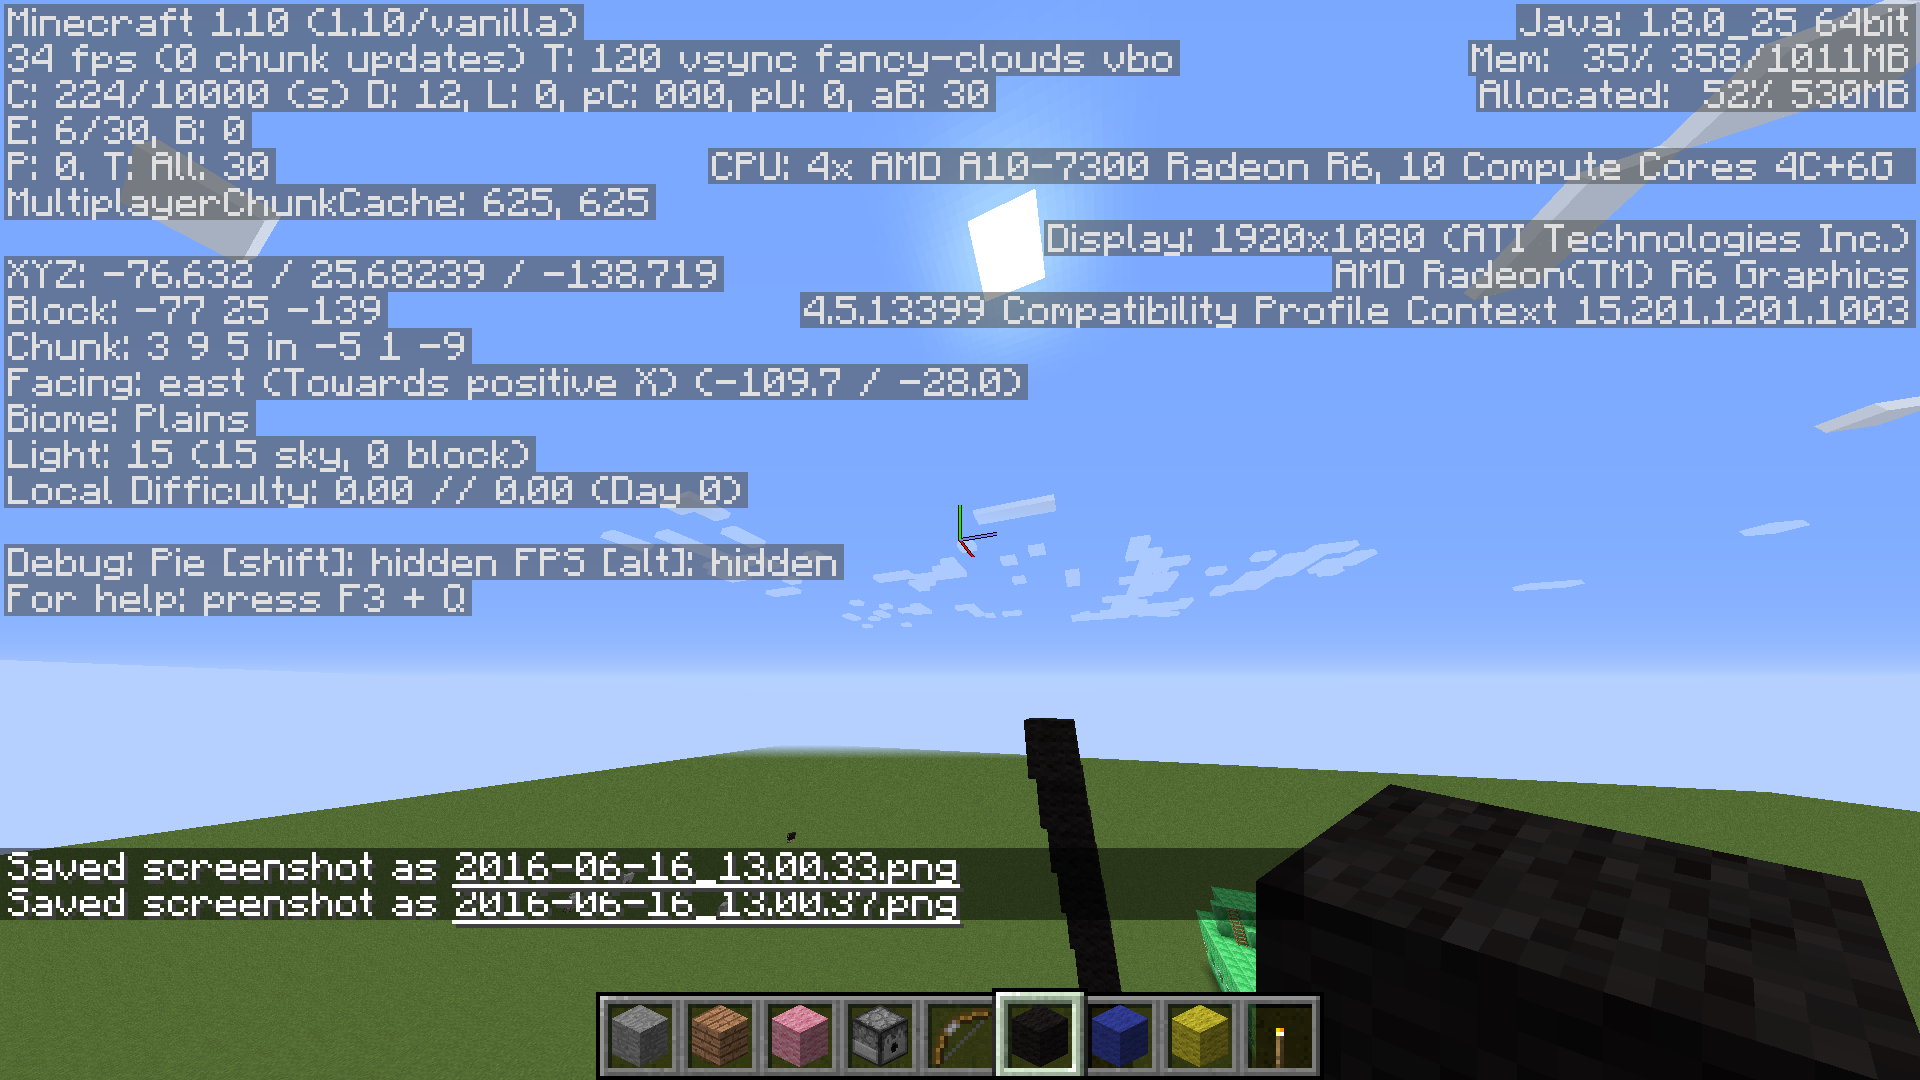 Minecraft 1.10 (1.10/vanilla)
34 fps (0 chunk updates) T: 120 vsync fancy-clouds vbo
C: 224/10000 (s) D: 12, L: 0, pC: 000, pU: 0, aB: 30
E: 6/30, B: 0
P: 0. T: All: 30
MultiplayerChunkCache: 625, 625
XYZ: -76.632 / 25.68239 / -138.719
Block: -77 25 -139
Chunk: 3 9 5 in -5 1 -9
Facing: east (Towards positive X) (-109.7 / -28.0)
Biome: Plains
Light: 15 (15 sky, 0 block)
Local Difficulty: 0.00 // 0.00 (Day 0)
Debug: Pie [shift]: hidden FPS [alt]: hidden
For help: press F3 + Q
Java: 1.8.0_25 64bit
Mem: 35% 358/1011MB
Allocated: 52% 530MB
CPU: 4x AMD A10-7300 Radeon R6, 10 Compute Cores 4C+6G
Display: 1920x1080 (ATI Technologies Inc.)
AMD Radeon(TM) R6 Graphics
4.5.13399 Compatibility Profile Context 15.201.1201.1003
Saved screenshot as 2016-06-16_13.00.33.png
Saved screenshot as 2016-06-16_13.00.37.png